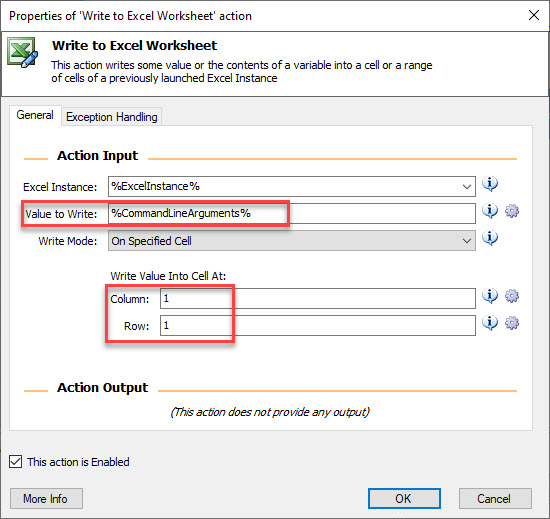 Properties of 'Write to Excel Worksheet' action
Write to Excel Worksheet
This action writes some value or the contents of a variable into a cell or a range
of cells of a previously launched Excel Instance
General
Exception Handling
Action Input
Excel Instance: %ExcelInstance%
Value to Write: %CommandLineArguments%
Write Mode: On Specified Cell
Write Value Into Cell At:
Column: 1
Row: 1
Action Output
(This action does not provide any output)
This action is Enabled
More Info
OK
Cancel